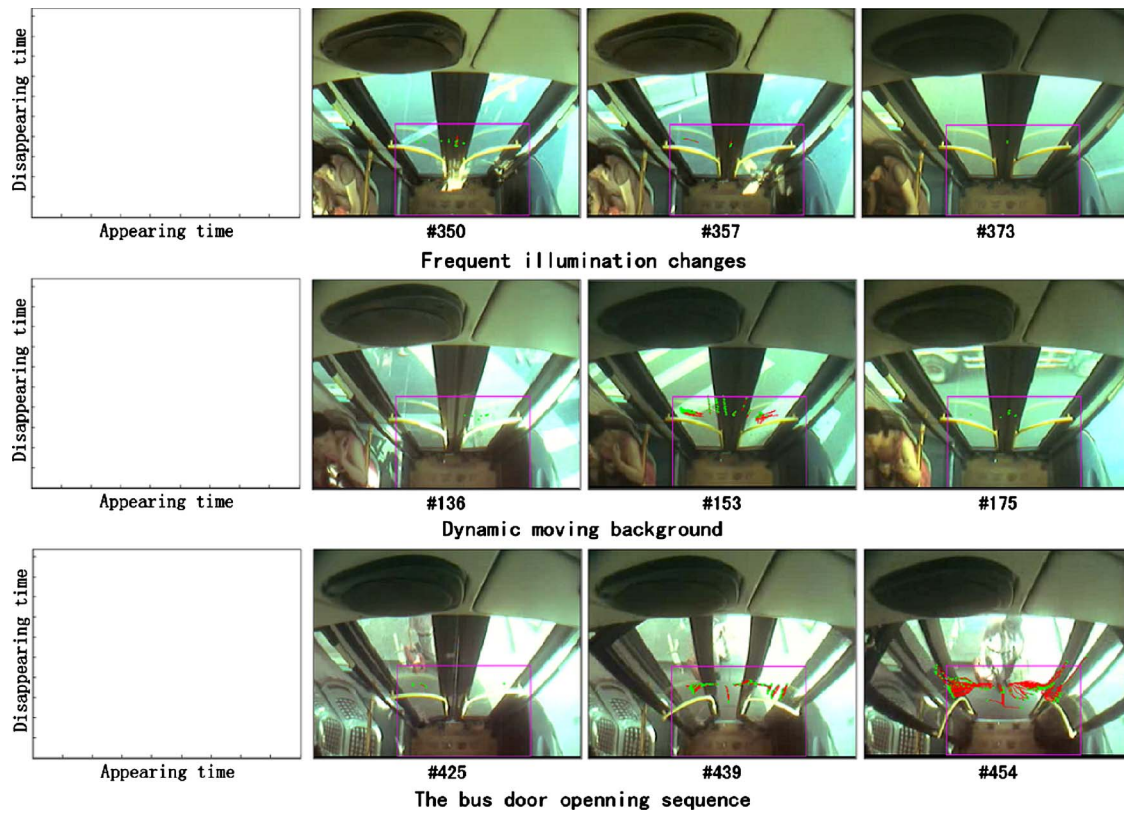 Disappearing time
Appearing time
#350
#357
#373
Frequent illumination changes
Disappearing time
Appearing time
#136
#153
#175
Dynamic moving background
Disappearing time
Appearing time
#425
#439
#454
The bus door openning sequence